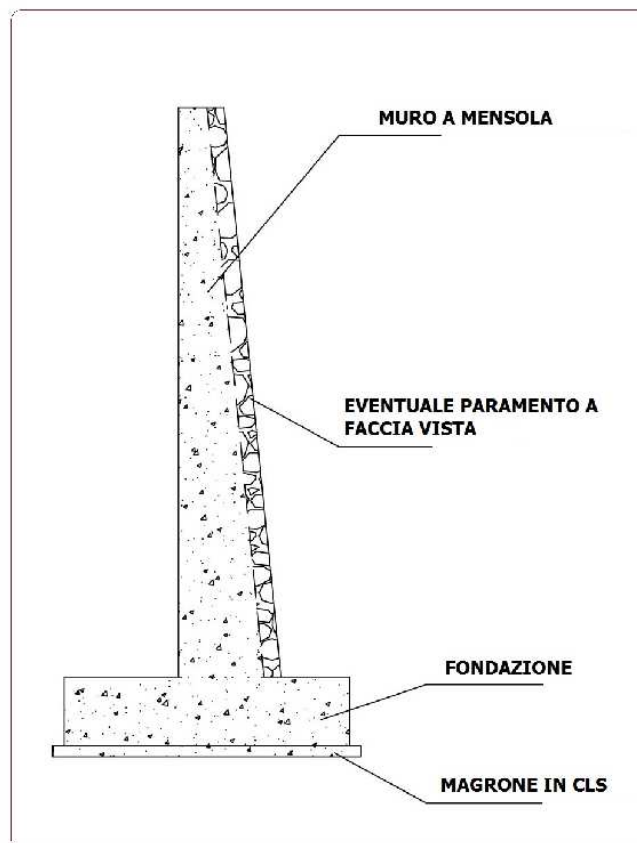 MURO A MENSOLA
EVENTUALE PARAMENTO A
FACCIA VISTA
FONDAZIONE
MAGRONE IN CLS